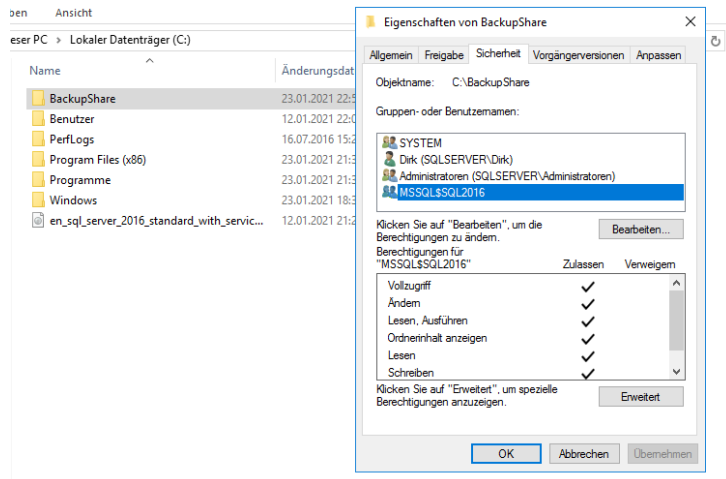 ben Ansicht
eser PC > Lokaler Datenträger (C:)
Name Änderungsdat
BackupShare 23.01.2021 22:5
Benutzer 12.01.2021 22:0
PerfLogs 16.07.2016 15:2
Program Files (x86) 23.01.2021 21:3
Programme 23.01.2021 21:3
Windows 23.01.2021 18:3
en_sql_server_2016_standard_with_servic... 12.01.2021 21:2
Eigenschaften von BackupShare
Allgemein Freigabe Sicherheit Vorgängerversionen Anpassen
Objektname: C:\BackupShare
Gruppen- oder Benutzernamen:
SYSTEM
Dirk (SQLSERVER\Dirk)
Administratoren (SQLSERVER\Administratoren)
MSSQL$SQL2016
Klicken Sie auf "Bearbeiten", um die
Berechtigungen zu ändern.
Bearbeiten...
Berechtigungen für
"MSSQL$SQL2016" Zulassen Verweigern
Vollzugriff
Ändern
Lesen, Ausführen
Ordnerinhalt anzeigen
Lesen
Schreiben
Klicken Sie auf "Erweitert", um spezielle
Berechtigungen anzuzeigen.
Erweitert
OK Abbrechen Übernehmen